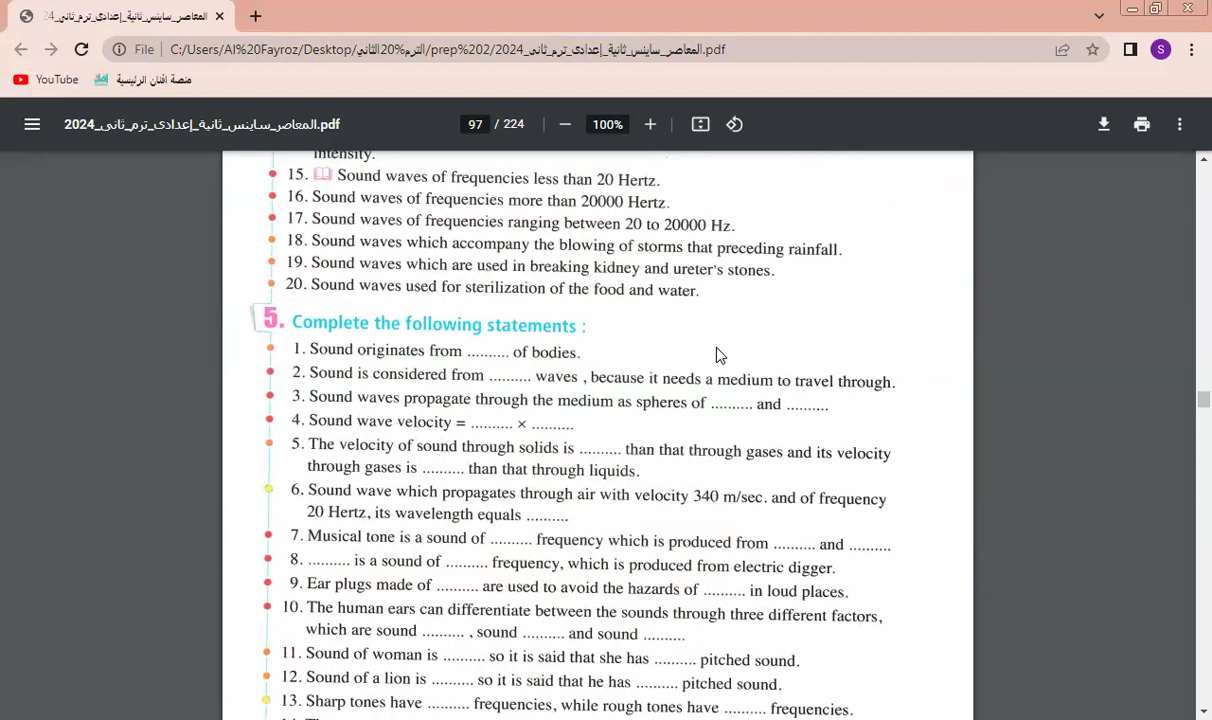 المعاصر_ساينس_ثانية_إعدادى_ترم_ثانى_24
File C:/Users/Al%20Fayroz/Desktop/الترم%20الثاني/prep%202/2024_المعاصر_ساينس_ثانية_إعدادى_ترم_ثانى.pdf
S
YouTube منصة افنان الرئيسية
2024_المعاصر_ساينس_ثانية_إعدادى_ترم_ثانى.pdf 97 / 224 100%
intensity.
15. Sound waves of frequencies less than 20 Hertz.
16. Sound waves of frequencies more than 20000 Hertz.
17. Sound waves of frequencies ranging between 20 to 20000 Hz.
18. Sound waves which accompany the blowing of storms that preceding rainfall.
19. Sound waves which are used in breaking kidney and ureter's stones.
20. Sound waves used for sterilization of the food and water.
5. Complete the following statements :
1. Sound originates from .......... of bodies.
2. Sound is considered from .......... waves , because it needs a medium to travel through.
3. Sound waves propagate through the medium as spheres of .......... and ..........
4. Sound wave velocity = .......... × ..........
5. The velocity of sound through solids is .......... than that through gases and its velocity
through gases is .......... than that through liquids.
6. Sound wave which propagates through air with velocity 340 m/sec. and of frequency
20 Hertz, its wavelength equals ..........
7. Musical tone is a sound of .......... frequency which is produced from .......... and ..........
8. .......... is a sound of .......... frequency, which is produced from electric digger.
9. Ear plugs made of .......... are used to avoid the hazards of .......... in loud places.
10. The human ears can differentiate between the sounds through three different factors,
which are sound .......... , sound .......... and sound ..........
11. Sound of woman is .......... so it is said that she has .......... pitched sound.
12. Sound of a lion is .......... so it is said that he has .......... pitched sound.
13. Sharp tones have .......... frequencies, while rough tones have .......... frequencies.